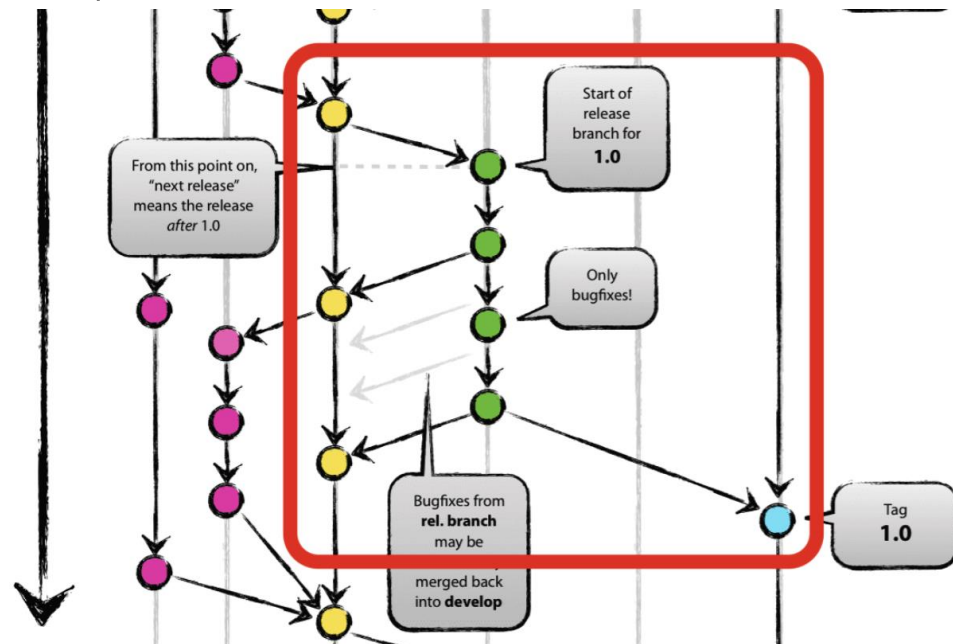 Start of
release
branch for
1.0
From this point on,
“next release”
means the release
after 1.0
Only
bugfixes!
Bugfixes from
rel. branch
may be
merged back
into develop
Tag
1.0